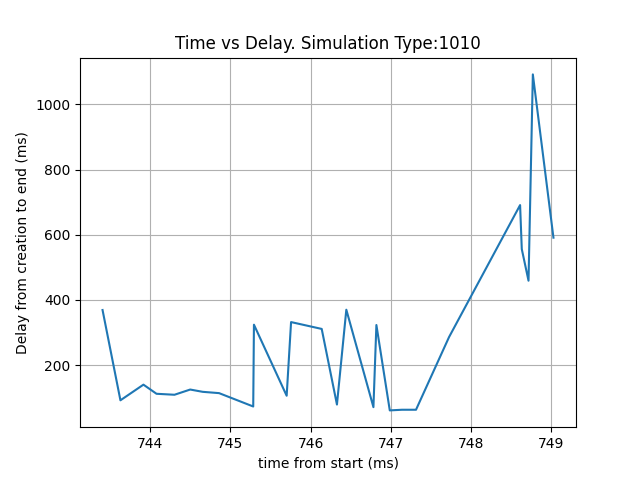 Time vs Delay. Simulation Type:1010
Delay from creation to end (ms)
1000
800
600
400
200
744 745 746 747 748 749
time from start (ms)